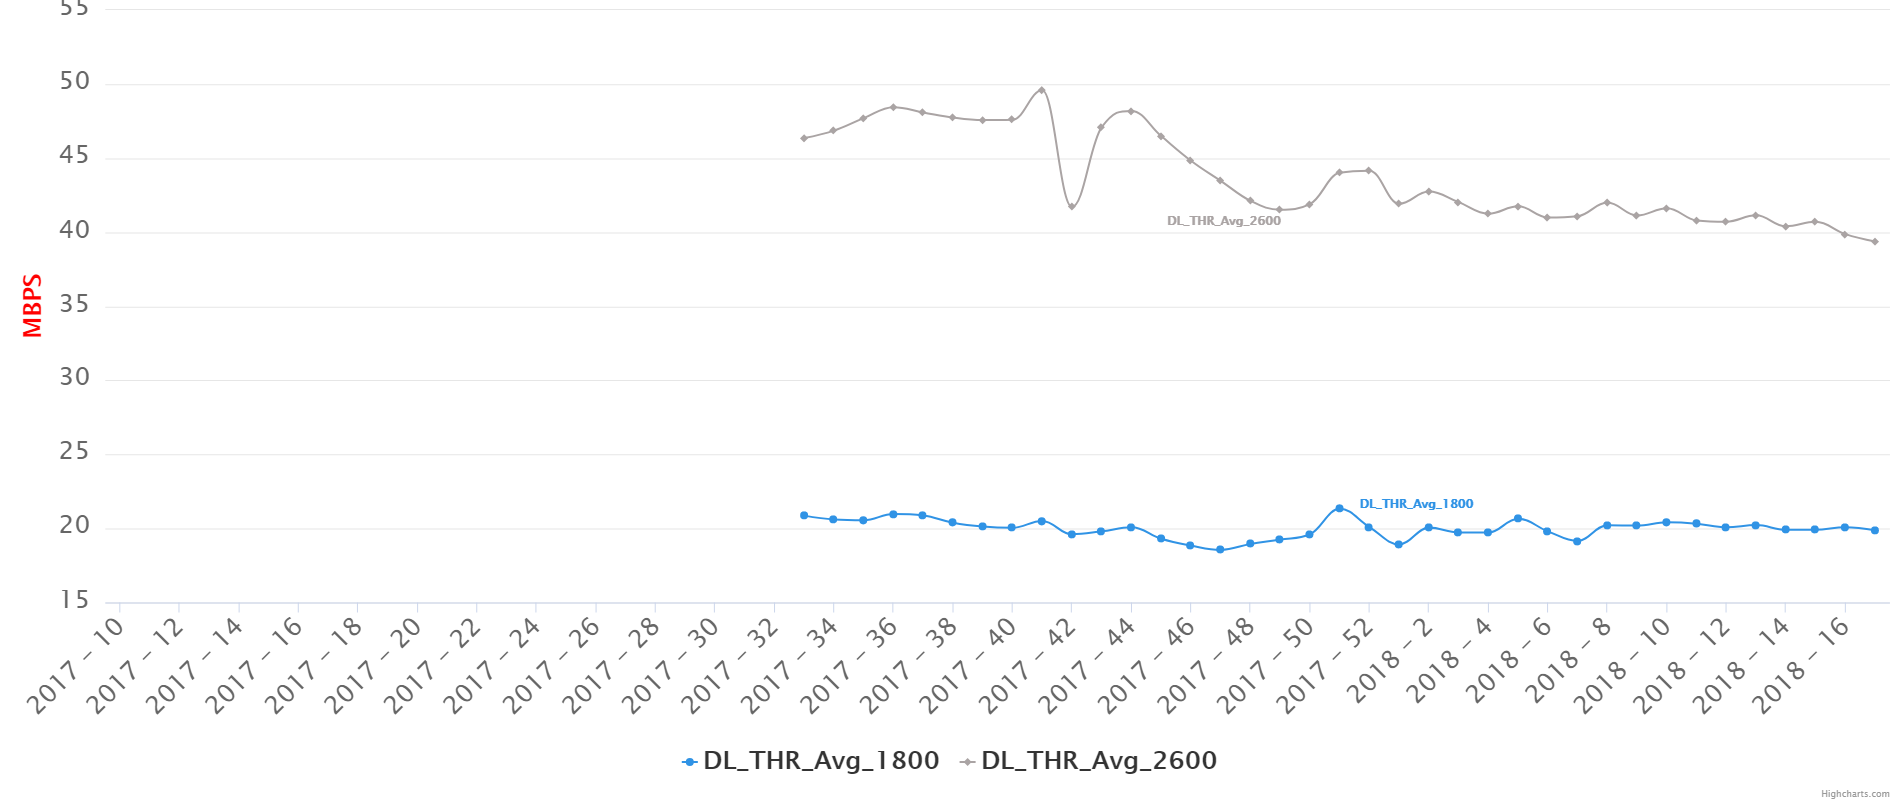 55
50
45
40
35
30
25
20
15
MBPS
DL_THR_Avg_2600
DL_THR_Avg_1800
2017 – 10
2017 – 12
2017 – 14
2017 – 16
2017 – 18
2017 – 20
2017 – 22
2017 – 24
2017 – 26
2017 – 28
2017 – 30
2017 – 32
2017 – 34
2017 – 36
2017 – 38
2017 – 40
2017 – 42
2017 – 44
2017 – 46
2017 – 48
2017 – 50
2017 – 52
2018 – 2
2018 – 4
2018 – 6
2018 – 8
2018 – 10
2018 – 12
2018 – 14
2018 – 16
DL_THR_Avg_1800 DL_THR_Avg_2600
Highcharts.com